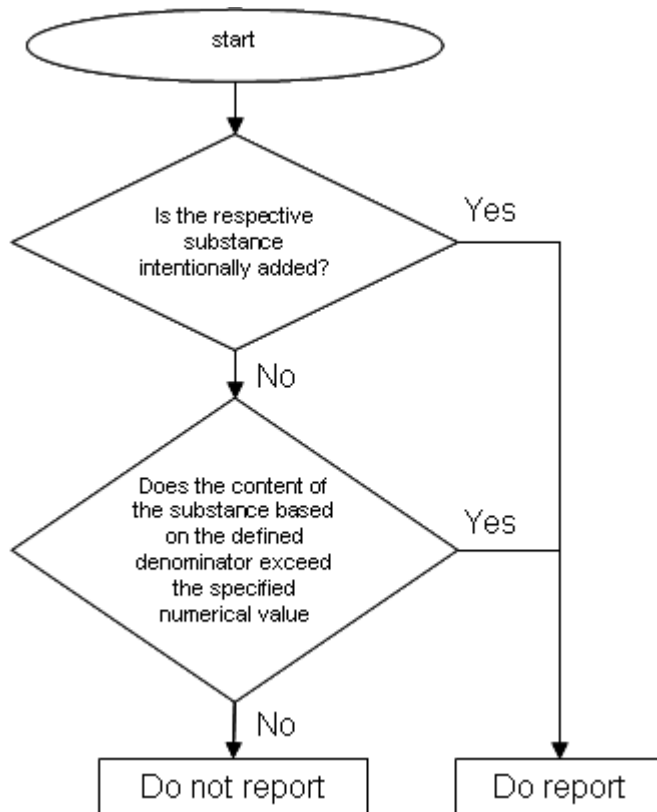 start
Is the respective
substance
intentionally added?
Yes
No
Does the content of
the substance based
on the defined
denominator exceed
the specified
numerical value
Yes
No
Do not report
Do report